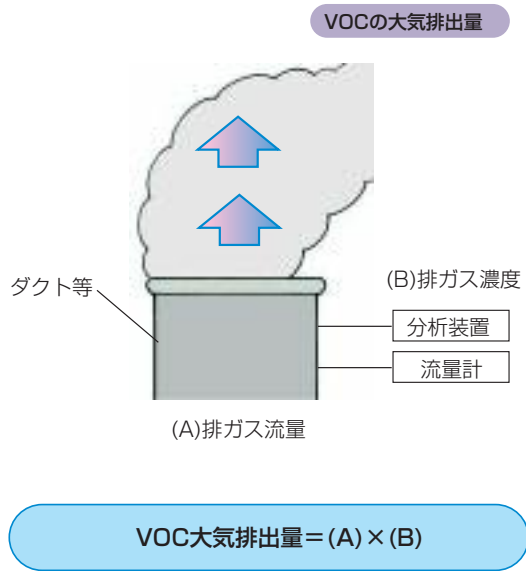 VOCの大気排出量
ダクト等
(B)排ガス濃度
分析装置
流量計
(A)排ガス流量
VOC大気排出量＝(A)×(B)